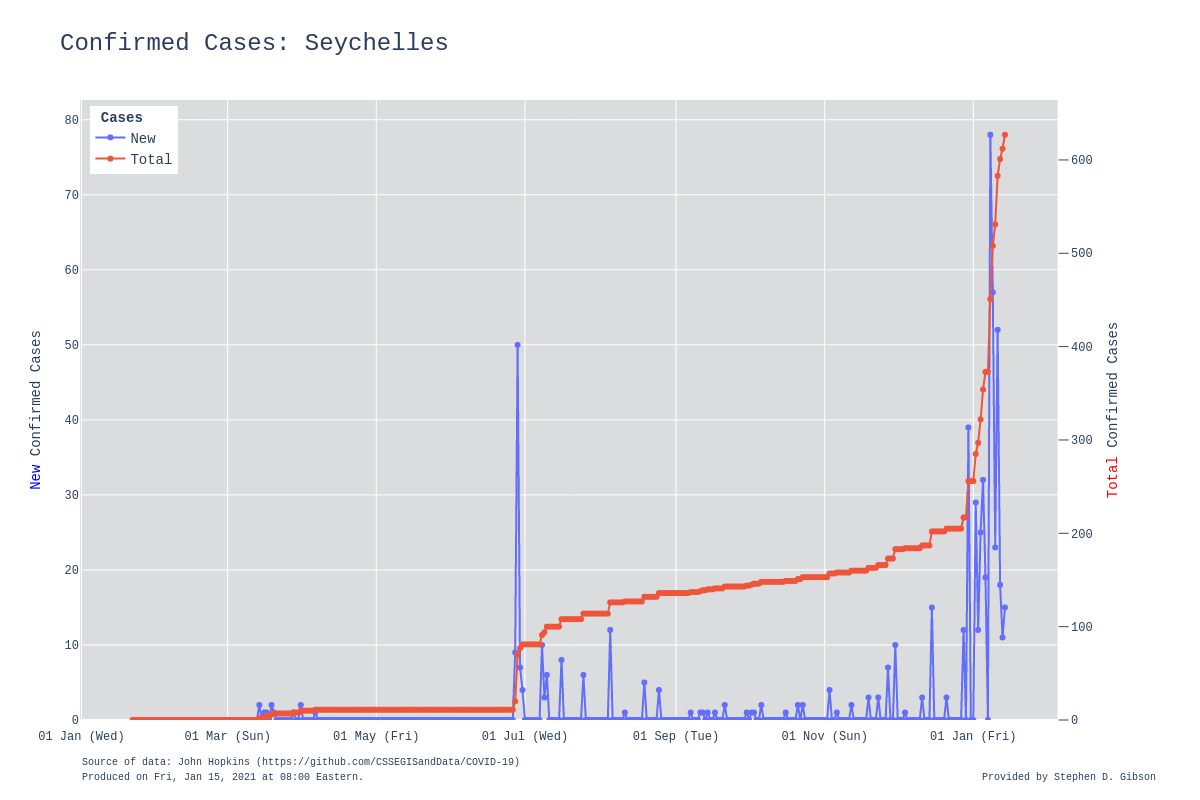 Confirmed Cases: Seychelles
Cases
New
Total
80
70
60
50
40
30
20
10
0
New Confirmed Cases
600
500
400
300
200
100
0
Total Confirmed Cases
01 Jan (Wed) 01 Mar (Sun) 01 May (Fri) 01 Jul (Wed) 01 Sep (Tue) 01 Nov (Sun) 01 Jan (Fri)
Source of data: John Hopkins (https://github.com/CSSEGISandData/COVID-19)
Produced on Fri, Jan 15, 2021 at 08:00 Eastern.
Provided by Stephen D. Gibson